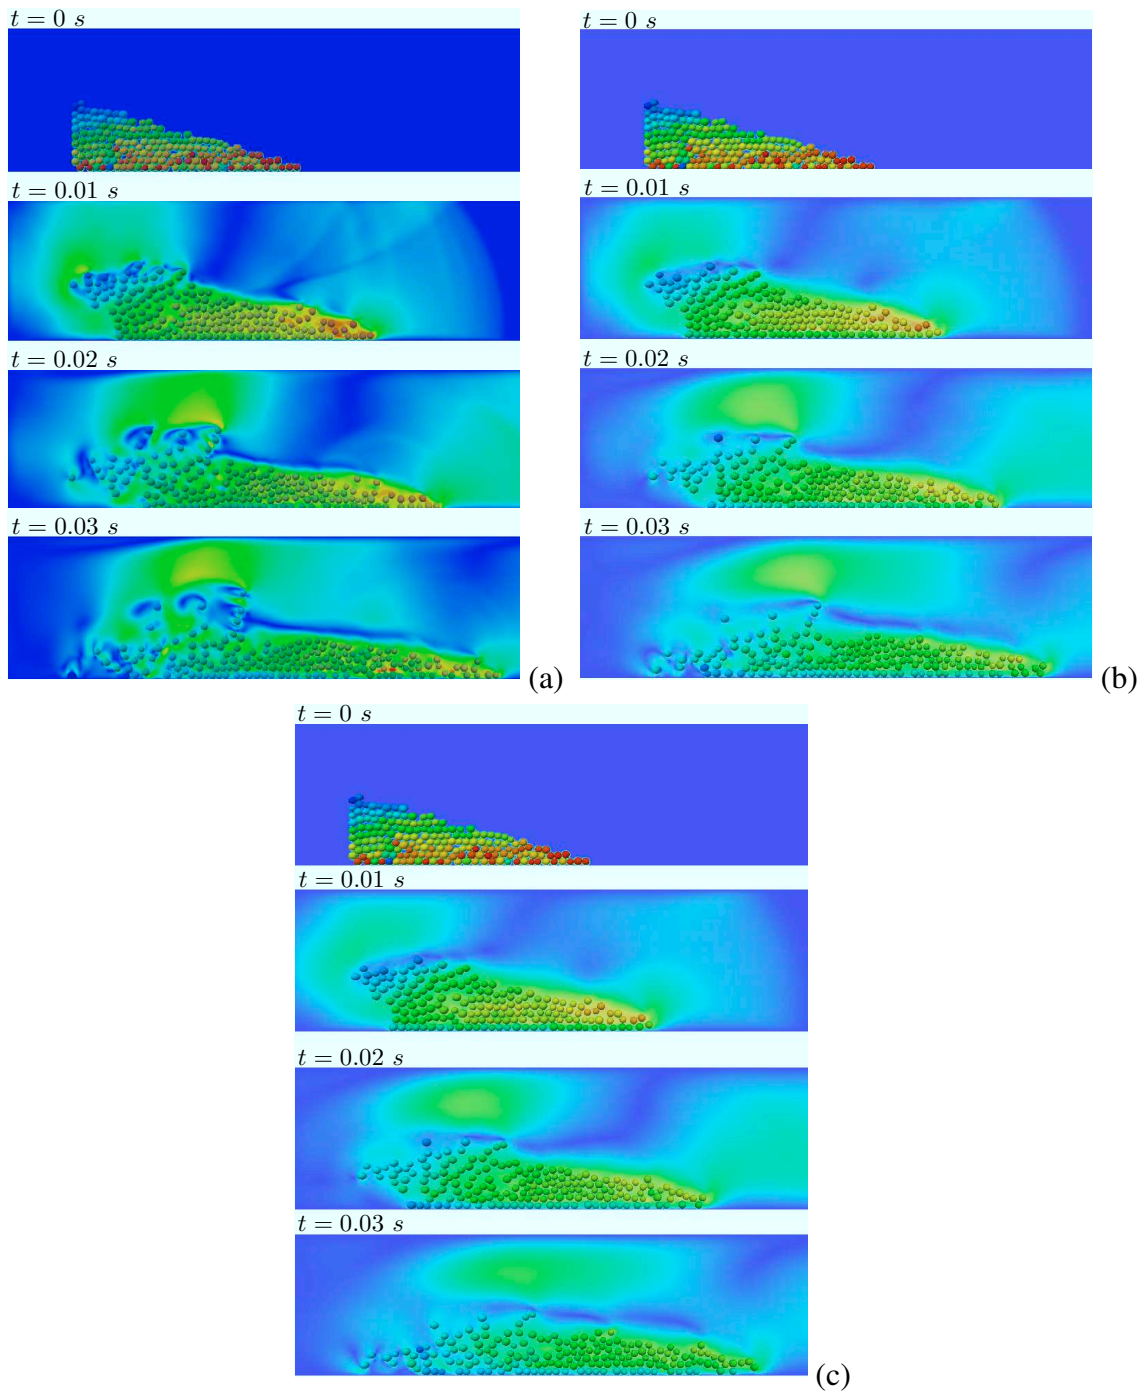 t = 0 s
t = 0.01 s
t = 0.02 s
t = 0.03 s
(a)
t = 0 s
t = 0.01 s
t = 0.02 s
t = 0.03 s
(b)
t = 0 s
t = 0.01 s
t = 0.02 s
t = 0.03 s
(c)